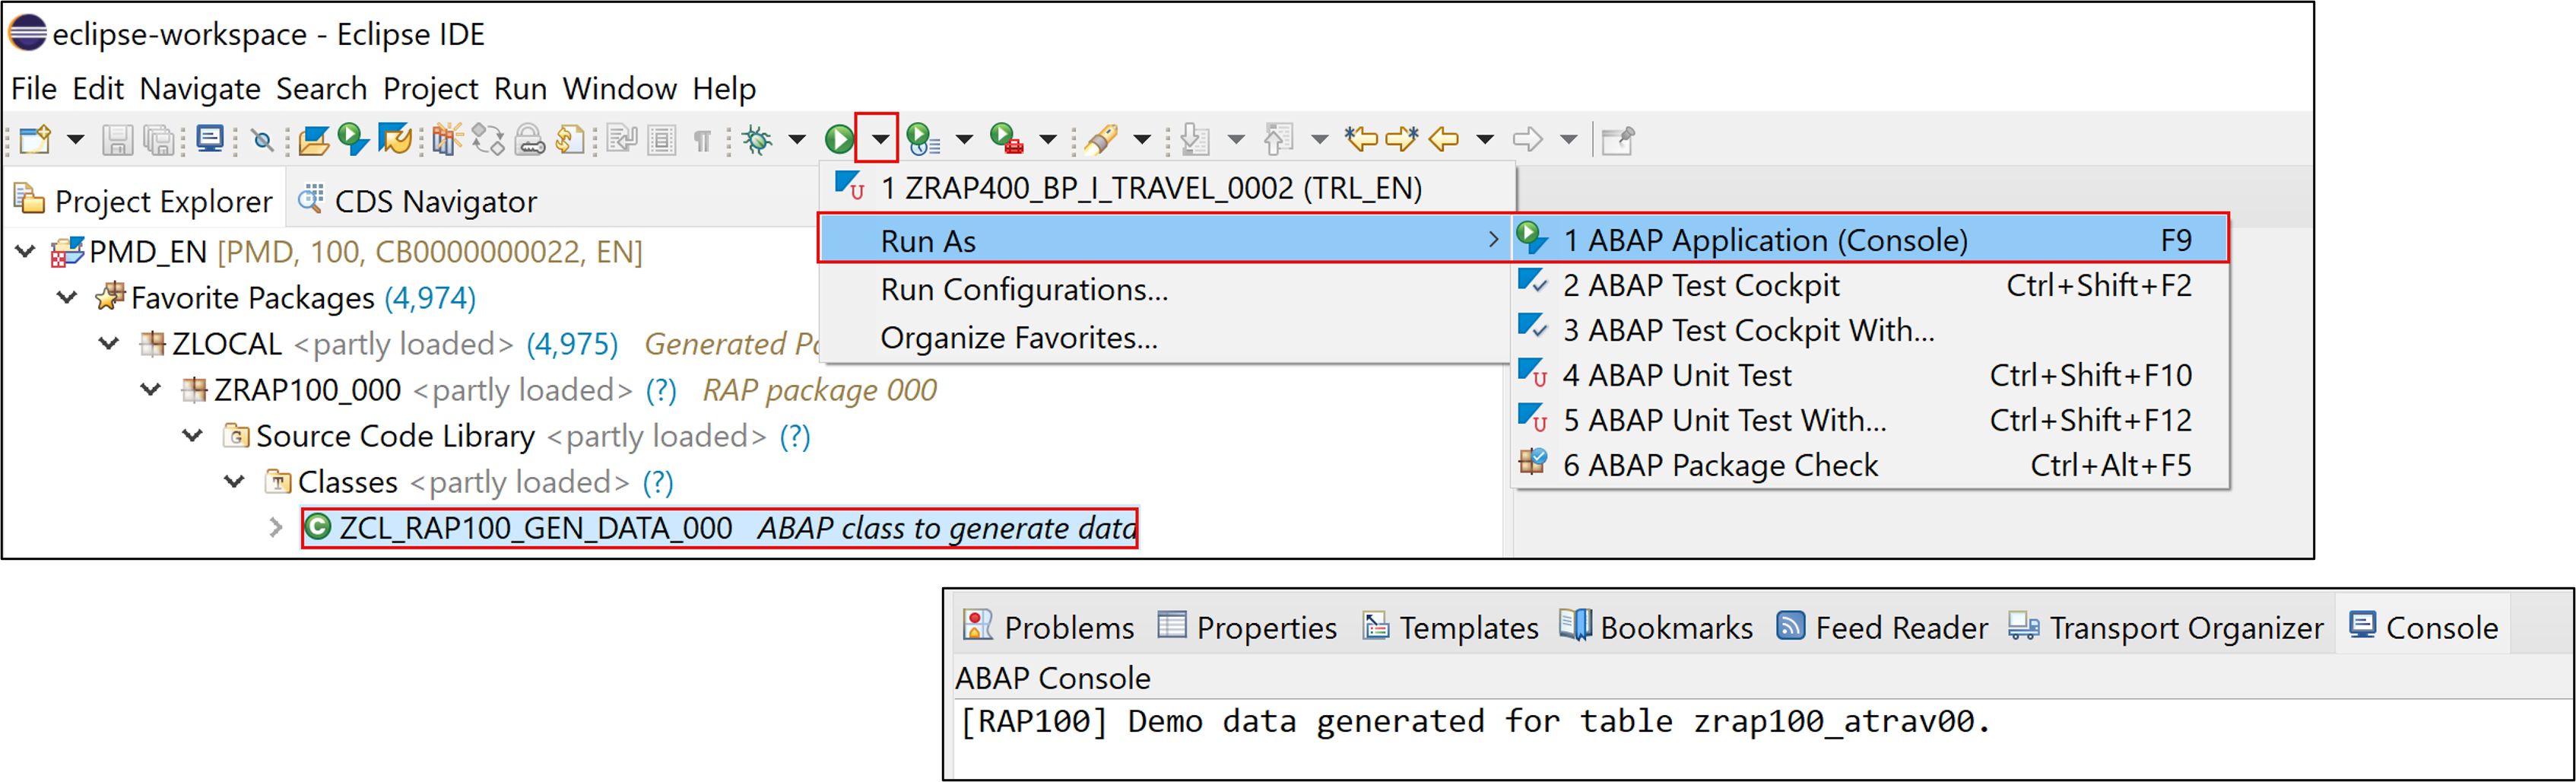 eclipse-workspace - Eclipse IDE
File Edit Navigate Search Project Run Window Help
Project Explorer CDS Navigator
PMD_EN [PMD, 100, CB0000000022, EN]
Favorite Packages (4,974)
ZLOCAL <partly loaded> (4,975) Generated
ZRAP100_000 <partly loaded> (?) RAP package 000
Source Code Library <partly loaded> (?)
Classes <partly loaded> (?)
ZCL_RAP100_GEN_DATA_000 ABAP class to generate data
1 ZRAP400_BP_I_TRAVEL_0002 (TRL_EN)
Run As
Run Configurations...
Organize Favorites...
1 ABAP Application (Console) F9
2 ABAP Test Cockpit Ctrl+Shift+F2
3 ABAP Test Cockpit With...
4 ABAP Unit Test Ctrl+Shift+F10
5 ABAP Unit Test With... Ctrl+Shift+F12
6 ABAP Package Check Ctrl+Alt+F5
Problems Properties Templates Bookmarks Feed Reader Transport Organizer Console
ABAP Console
[RAP100] Demo data generated for table zrap100_atrav00.